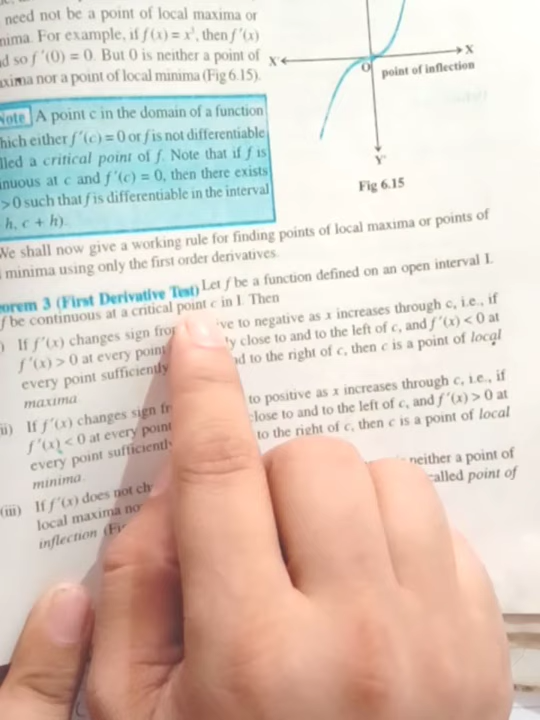 need not be a point of local maxima or
nima. For example, if f(x) = x³, then f′(x)
d so f′(0) = 0. But 0 is neither a point of
xima nor a point of local minima (Fig 6.15).
X′
X
O
point of inflection
Y′
Fig 6.15
Note A point c in the domain of a function
hich either f′(c) = 0 or f is not differentiable
lled a critical point of f. Note that if f is
inuous at c and f′(c) = 0, then there exists
> 0 such that f is differentiable in the interval
h, c + h).
We shall now give a working rule for finding points of local maxima or points of
minima using only the first order derivatives.
orem 3 (First Derivative Test) Let f be a function defined on an open interval I.
f be continuous at a critical point c in I. Then
) If f′(x) changes sign from ve to negative as x increases through c, i.e., if
f′(x) > 0 at every point ly close to and to the left of c, and f′(x) < 0 at
every point sufficiently nd to the right of c, then c is a point of local
maxima
ii) If f′(x) changes sign fr to positive as x increases through c, i.e., if
f′(x) < 0 at every point close to and to the left of c, and f′(x) > 0 at
every point sufficiently to the right of c, then c is a point of local
minima.
(iii) If f′(x) does not ch neither a point of
local maxima no called point of
inflection (Fi